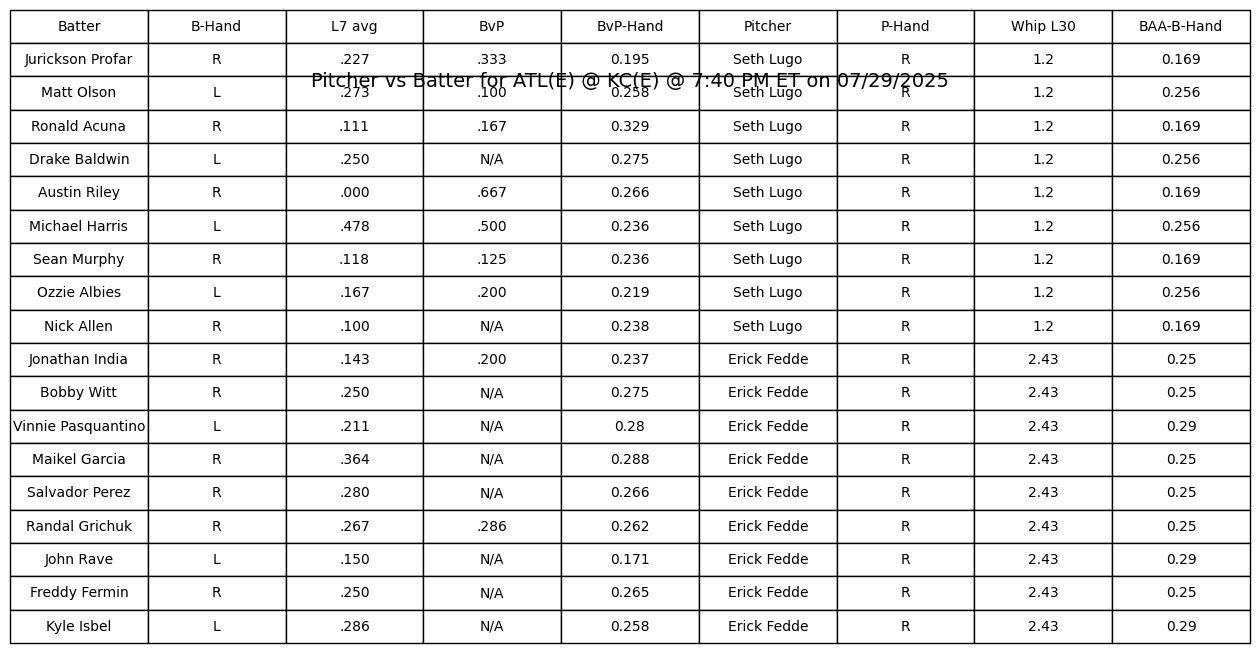 Batter B-Hand L7 avg BvP BvP-Hand Pitcher P-Hand Whip L30 BAA-B-Hand
Jurickson Profar R .227 .333 0.195 Seth Lugo R 1.2 0.169
Pitcher vs Batter for ATL(E) @ KC(E) @ 7:40 PM ET on 07/29/2025
Matt Olson L .273 .100 0.258 Seth Lugo R 1.2 0.256
Ronald Acuna R .111 .167 0.329 Seth Lugo R 1.2 0.169
Drake Baldwin L .250 N/A 0.275 Seth Lugo R 1.2 0.256
Austin Riley R .000 .667 0.266 Seth Lugo R 1.2 0.169
Michael Harris L .478 .500 0.236 Seth Lugo R 1.2 0.256
Sean Murphy R .118 .125 0.236 Seth Lugo R 1.2 0.169
Ozzie Albies L .167 .200 0.219 Seth Lugo R 1.2 0.256
Nick Allen R .100 N/A 0.238 Seth Lugo R 1.2 0.169
Jonathan India R .143 .200 0.237 Erick Fedde R 2.43 0.25
Bobby Witt R .250 N/A 0.275 Erick Fedde R 2.43 0.25
Vinnie Pasquantino L .211 N/A 0.28 Erick Fedde R 2.43 0.29
Maikel Garcia R .364 N/A 0.288 Erick Fedde R 2.43 0.25
Salvador Perez R .280 N/A 0.266 Erick Fedde R 2.43 0.25
Randal Grichuk R .267 .286 0.262 Erick Fedde R 2.43 0.25
John Rave L .150 N/A 0.171 Erick Fedde R 2.43 0.29
Freddy Fermin R .250 N/A 0.265 Erick Fedde R 2.43 0.25
Kyle Isbel L .286 N/A 0.258 Erick Fedde R 2.43 0.29